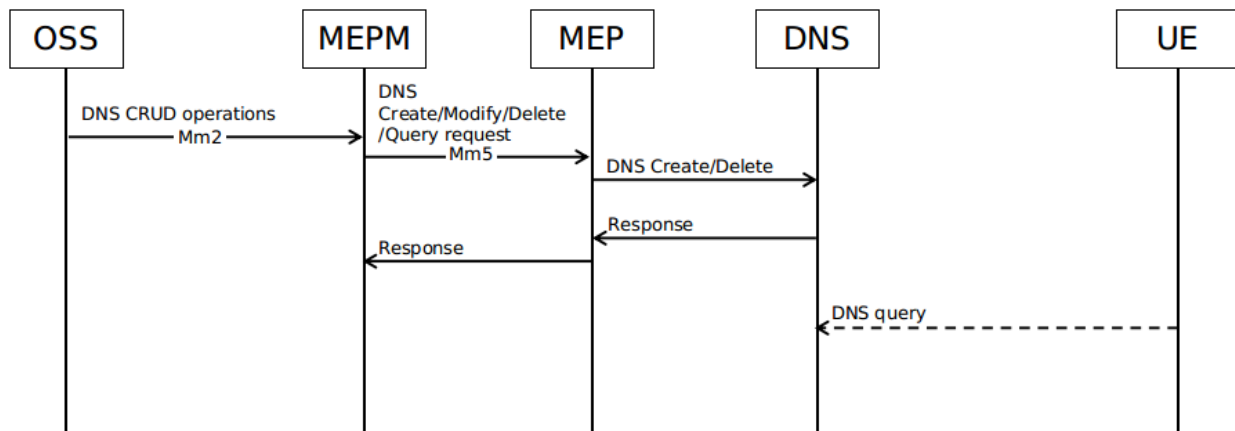 OSS
MEPM
MEP
DNS
UE
DNS CRUD operations
Mm2
DNS
Create/Modify/Delete
/Query request
Mm5
DNS Create/Delete
Response
Response
DNS query